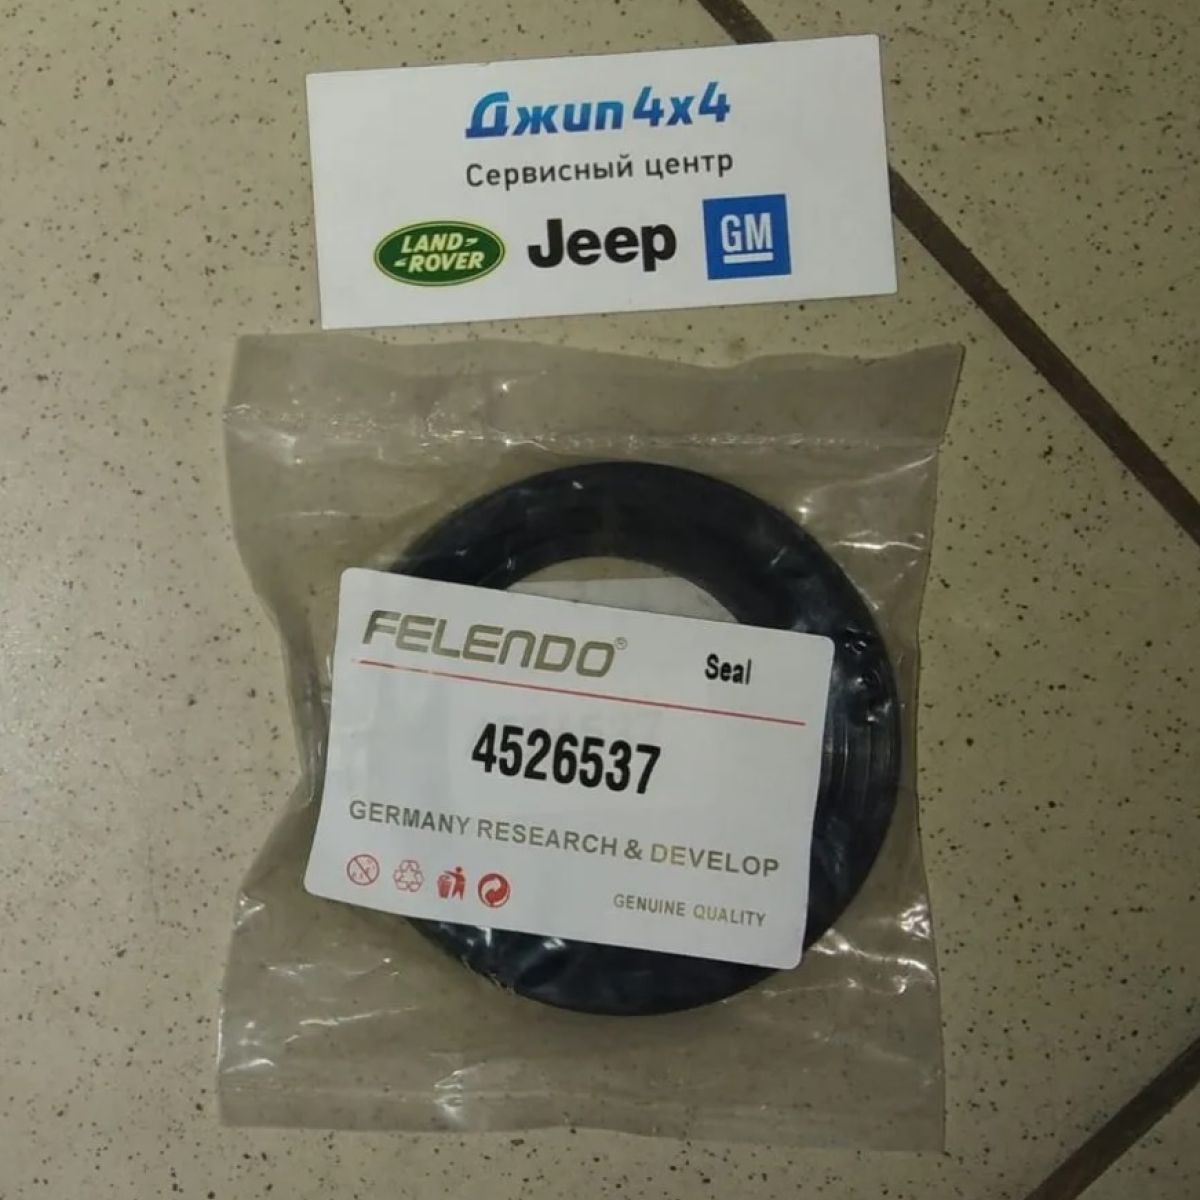 Джип 4x4
Сервисный центр
LAND-
-ROVER
Jeep
GM
FELENDO®
Seal
4526537
GERMANY RESEARCH & DEVELOP
GENUINE QUALITY